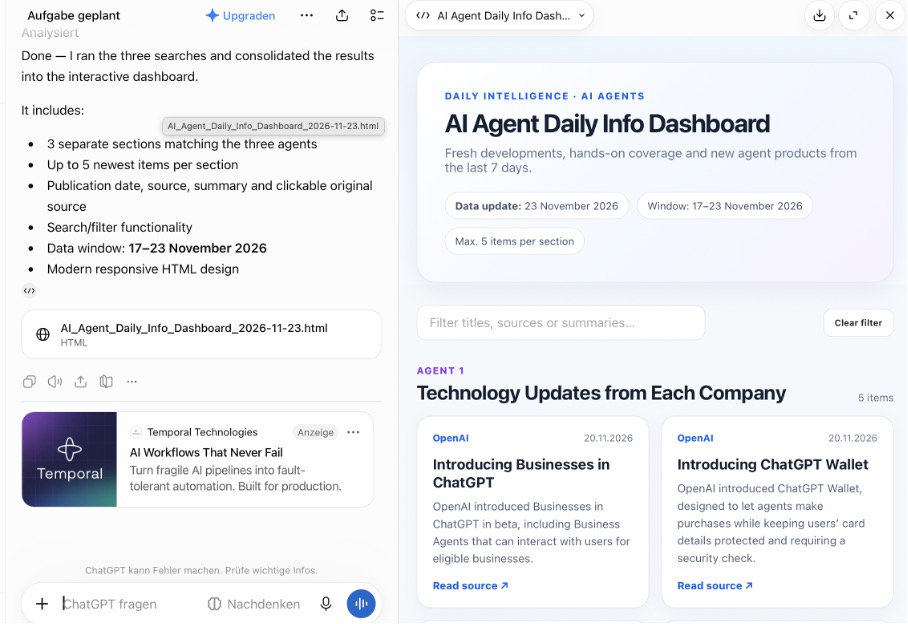 Aufgabe geplant
Upgraden
Analysiert
Done — I ran the three searches and consolidated the results
into the interactive dashboard.
It includes:
AI_Agent_Daily_Info_Dashboard_2026-11-23.html
• 3 separate sections matching the three agents
• Up to 5 newest items per section
• Publication date, source, summary and clickable original
source
• Search/filter functionality
• Data window: 17–23 November 2026
• Modern responsive HTML design
AI_Agent_Daily_Info_Dashboard_2026-11-23.html
HTML
Temporal
Temporal Technologies
Anzeige
AI Workflows That Never Fail
Turn fragile AI pipelines into fault-
tolerant automation. Built for production.
ChatGPT kann Fehler machen. Prüfe wichtige Infos.
ChatGPT fragen
Nachdenken
AI Agent Daily Info Dash...
DAILY INTELLIGENCE · AI AGENTS
AI Agent Daily Info Dashboard
Fresh developments, hands-on coverage and new agent products from
the last 7 days.
Data update: 23 November 2026
Window: 17–23 November 2026
Max. 5 items per section
Filter titles, sources or summaries...
Clear filter
AGENT 1
Technology Updates from Each Company
5 items
OpenAI
20.11.2026
Introducing Businesses in
ChatGPT
OpenAI introduced Businesses in
ChatGPT in beta, including Business
Agents that can interact with users for
eligible businesses.
Read source ↗
OpenAI
20.11.2026
Introducing ChatGPT Wallet
OpenAI introduced ChatGPT Wallet,
designed to let agents make
purchases while keeping users' card
details protected and requiring a
security check.
Read source ↗